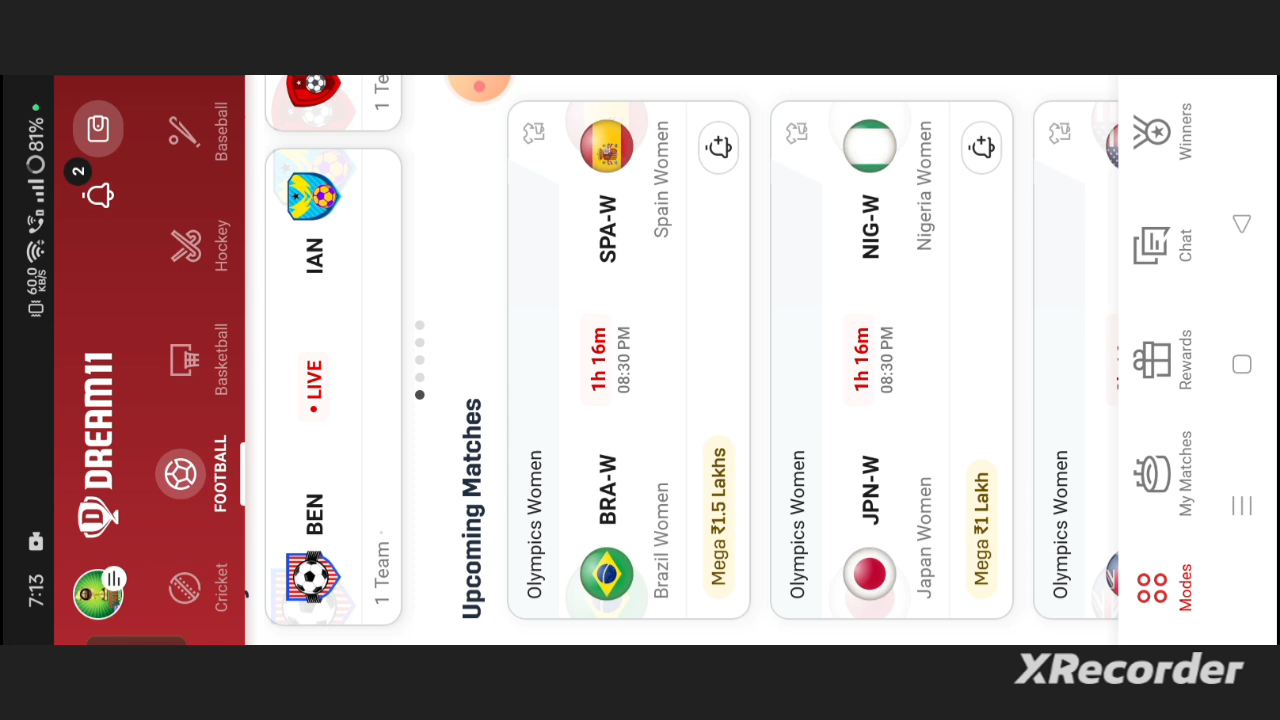 7:13
60.0
KB/S
81%
DREAM11
2
Cricket
FOOTBALL
Basketball
Hockey
Baseball
BEN
• LIVE
IAN
1 Team ·
1 Te
Upcoming Matches
Olympics Women
BRA-W
1h 16m
SPA-W
Brazil Women
08:30 PM
Spain Women
Mega ₹1.5 Lakhs
Olympics Women
JPN-W
1h 16m
NIG-W
Japan Women
08:30 PM
Nigeria Women
Mega ₹1 Lakh
Olympics Women
Modes
My Matches
Rewards
Chat
Winners
XRecorder